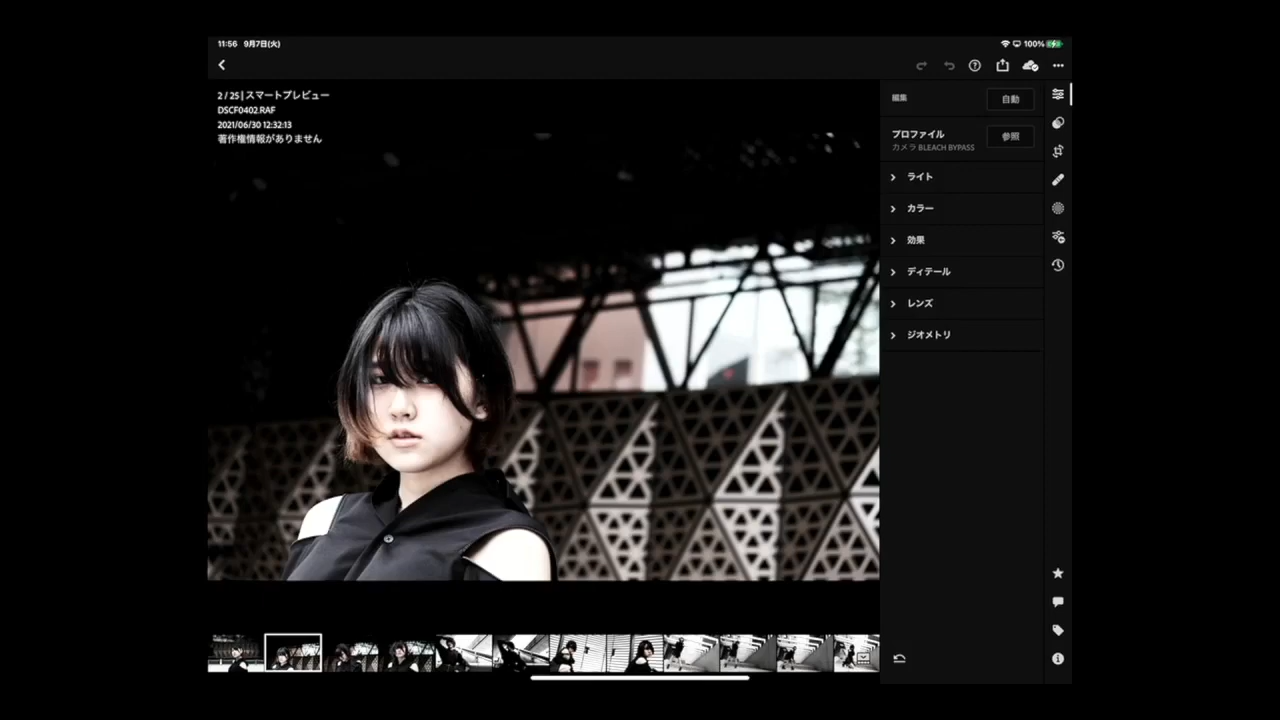 11:56 9月7日(火)
100%
2 / 25 | スマートプレビュー
DSCF0402.RAF
2021/06/30 12:32:13
著作権情報がありません
編集
自動
プロファイル
カメラ BLEACH BYPASS
参照
ライト
カラー
効果
ディテール
レンズ
ジオメトリ